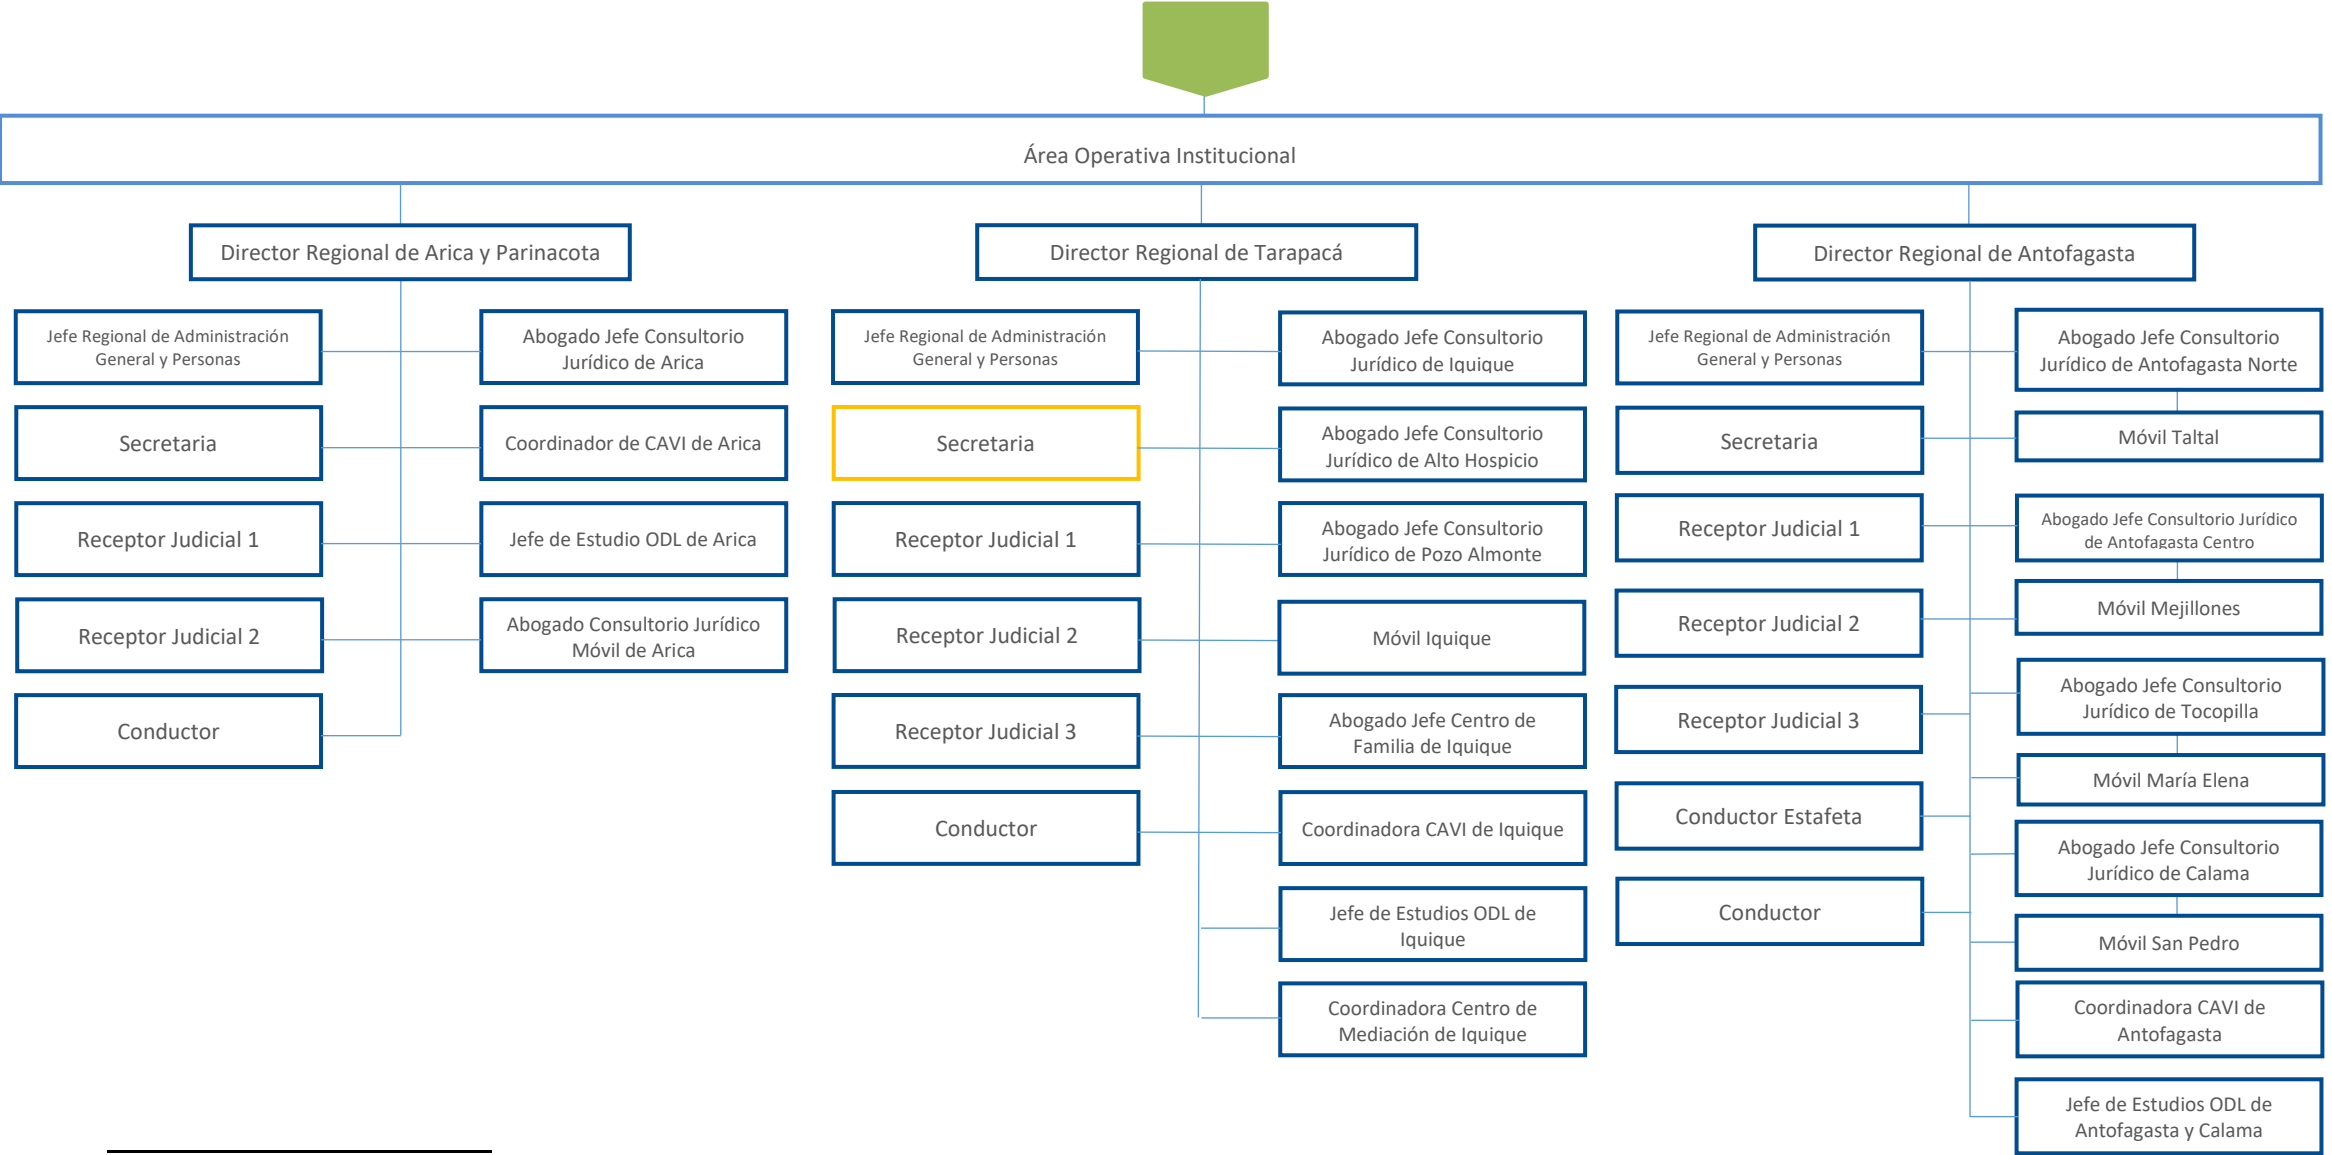 Área Operativa Institucional
Director Regional de Arica y Parinacota
Jefe Regional de Administración
General y Personas
Secretaria
Receptor Judicial 1
Receptor Judicial 2
Conductor
Abogado Jefe Consultorio
Jurídico de Arica
Coordinador de CAVI de Arica
Jefe de Estudio ODL de Arica
Abogado Consultorio Jurídico
Móvil de Arica
Director Regional de Tarapacá
Jefe Regional de Administración
General y Personas
Secretaria
Receptor Judicial 1
Receptor Judicial 2
Receptor Judicial 3
Conductor
Abogado Jefe Consultorio
Jurídico de Iquique
Abogado Jefe Consultorio
Jurídico de Alto Hospicio
Abogado Jefe Consultorio
Jurídico de Pozo Almonte
Móvil Iquique
Abogado Jefe Centro de
Familia de Iquique
Coordinadora CAVI de Iquique
Jefe de Estudios ODL de
Iquique
Coordinadora Centro de
Mediación de Iquique
Director Regional de Antofagasta
Jefe Regional de Administración
General y Personas
Secretaria
Receptor Judicial 1
Receptor Judicial 2
Receptor Judicial 3
Conductor Estafeta
Conductor
Abogado Jefe Consultorio
Jurídico de Antofagasta Norte
Móvil Taltal
Abogado Jefe Consultorio Jurídico
de Antofagasta Centro
Móvil Mejillones
Abogado Jefe Consultorio
Jurídico de Tocopilla
Móvil María Elena
Abogado Jefe Consultorio
Jurídico de Calama
Móvil San Pedro
Coordinadora CAVI de
Antofagasta
Jefe de Estudios ODL de
Antofagasta y Calama